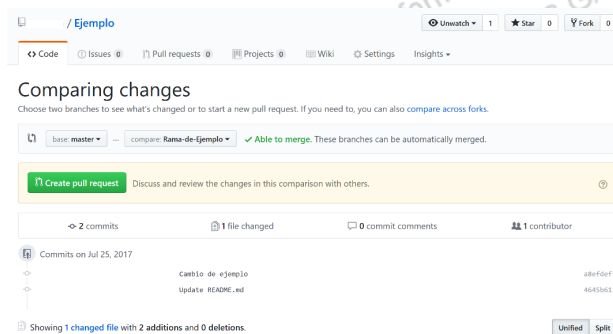 / Ejemplo
Unwatch 1 Star 0 Fork 0
Code Issues 0 Pull requests 0 Projects 0 Wiki Settings Insights
Comparing changes
Choose two branches to see what's changed or to start a new pull request. If you need to, you can also compare across forks.
base: master ... compare: Rama-de-Ejemplo ✓ Able to merge. These branches can be automatically merged.
Create pull request Discuss and review the changes in this comparison with others.
2 commits 1 file changed 0 commit comments 1 contributor
Commits on Jul 25, 2017
Cambio de ejemplo a8efdef
Update README.md 4645b61
Showing 1 changed file with 2 additions and 0 deletions. Unified Split